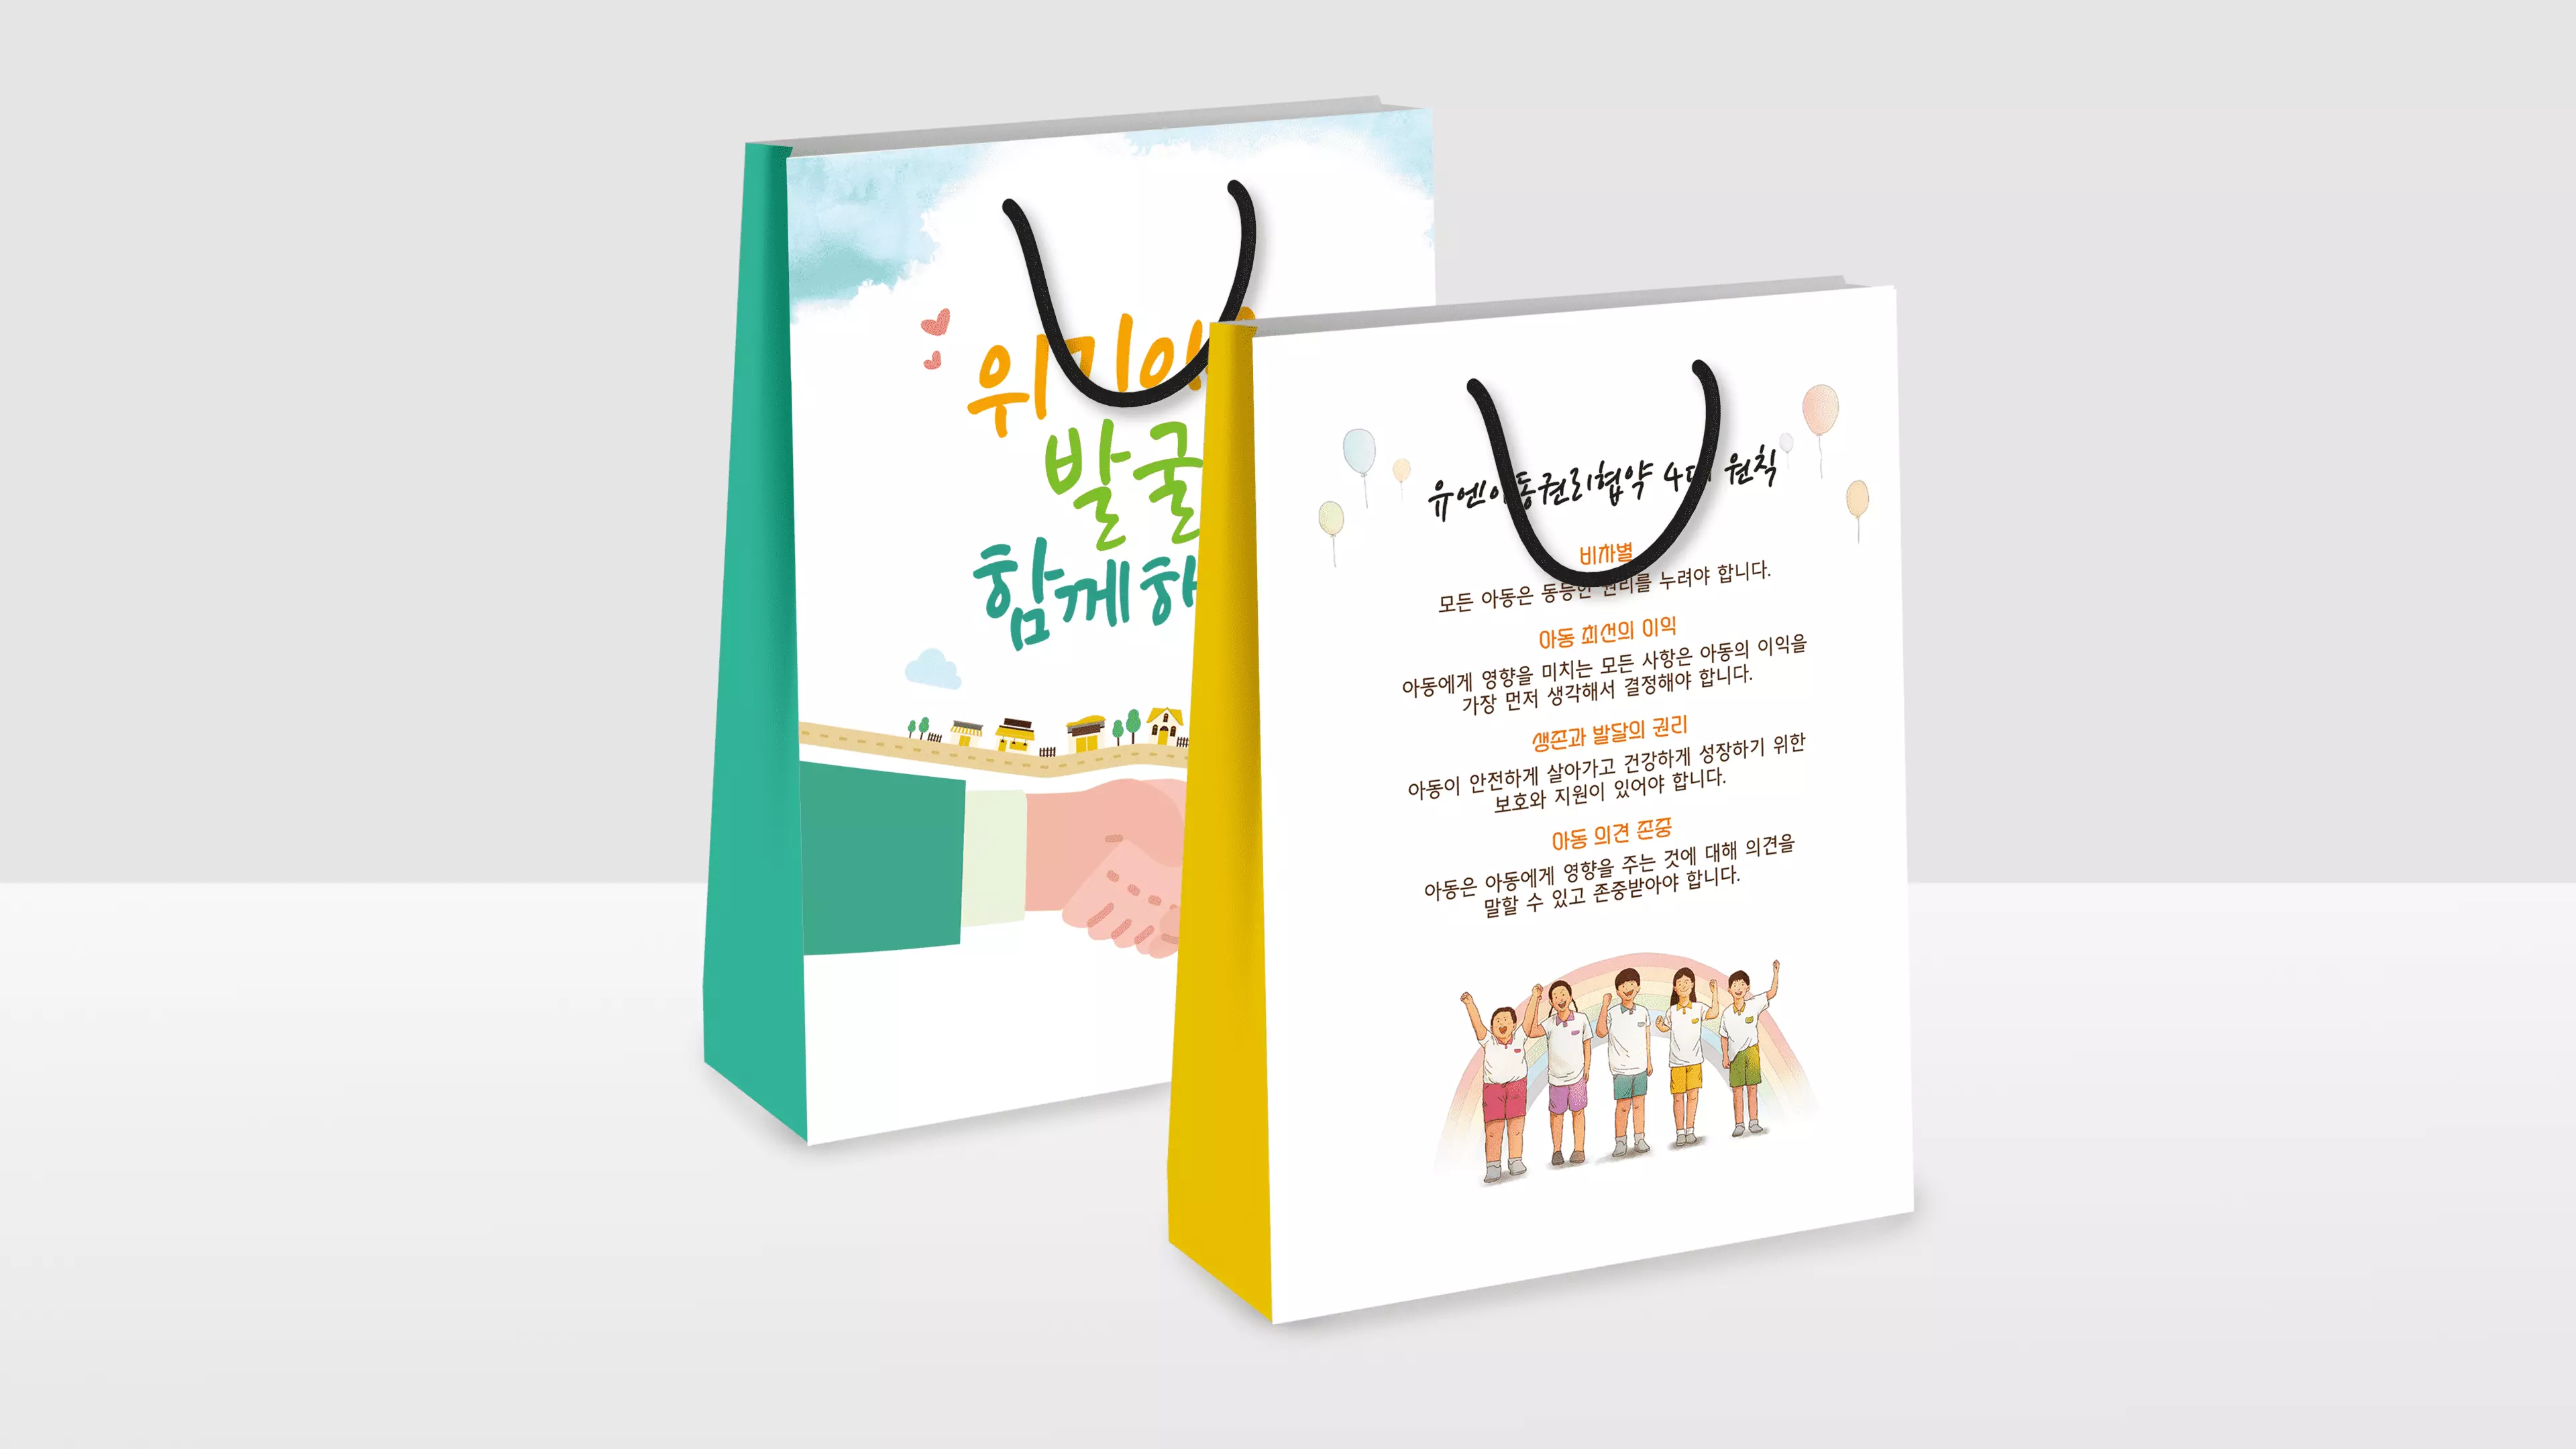 발굴
함께
유엔아동권리협약 4대 원칙
비차별
모든 아동은 동등한 권리를 누려야 합니다.
아동 최선의 이익
아동에게 영향을 미치는 모든 사항은 아동의 이익을
가장 먼저 생각해서 결정해야 합니다.
생존과 발달의 권리
아동이 안전하게 살아가고 건강하게 성장하기 위한
보호와 지원이 있어야 합니다.
아동 의견 존중
아동은 아동에게 영향을 주는 것에 대해 의견을
말할 수 있고 존중받아야 합니다.